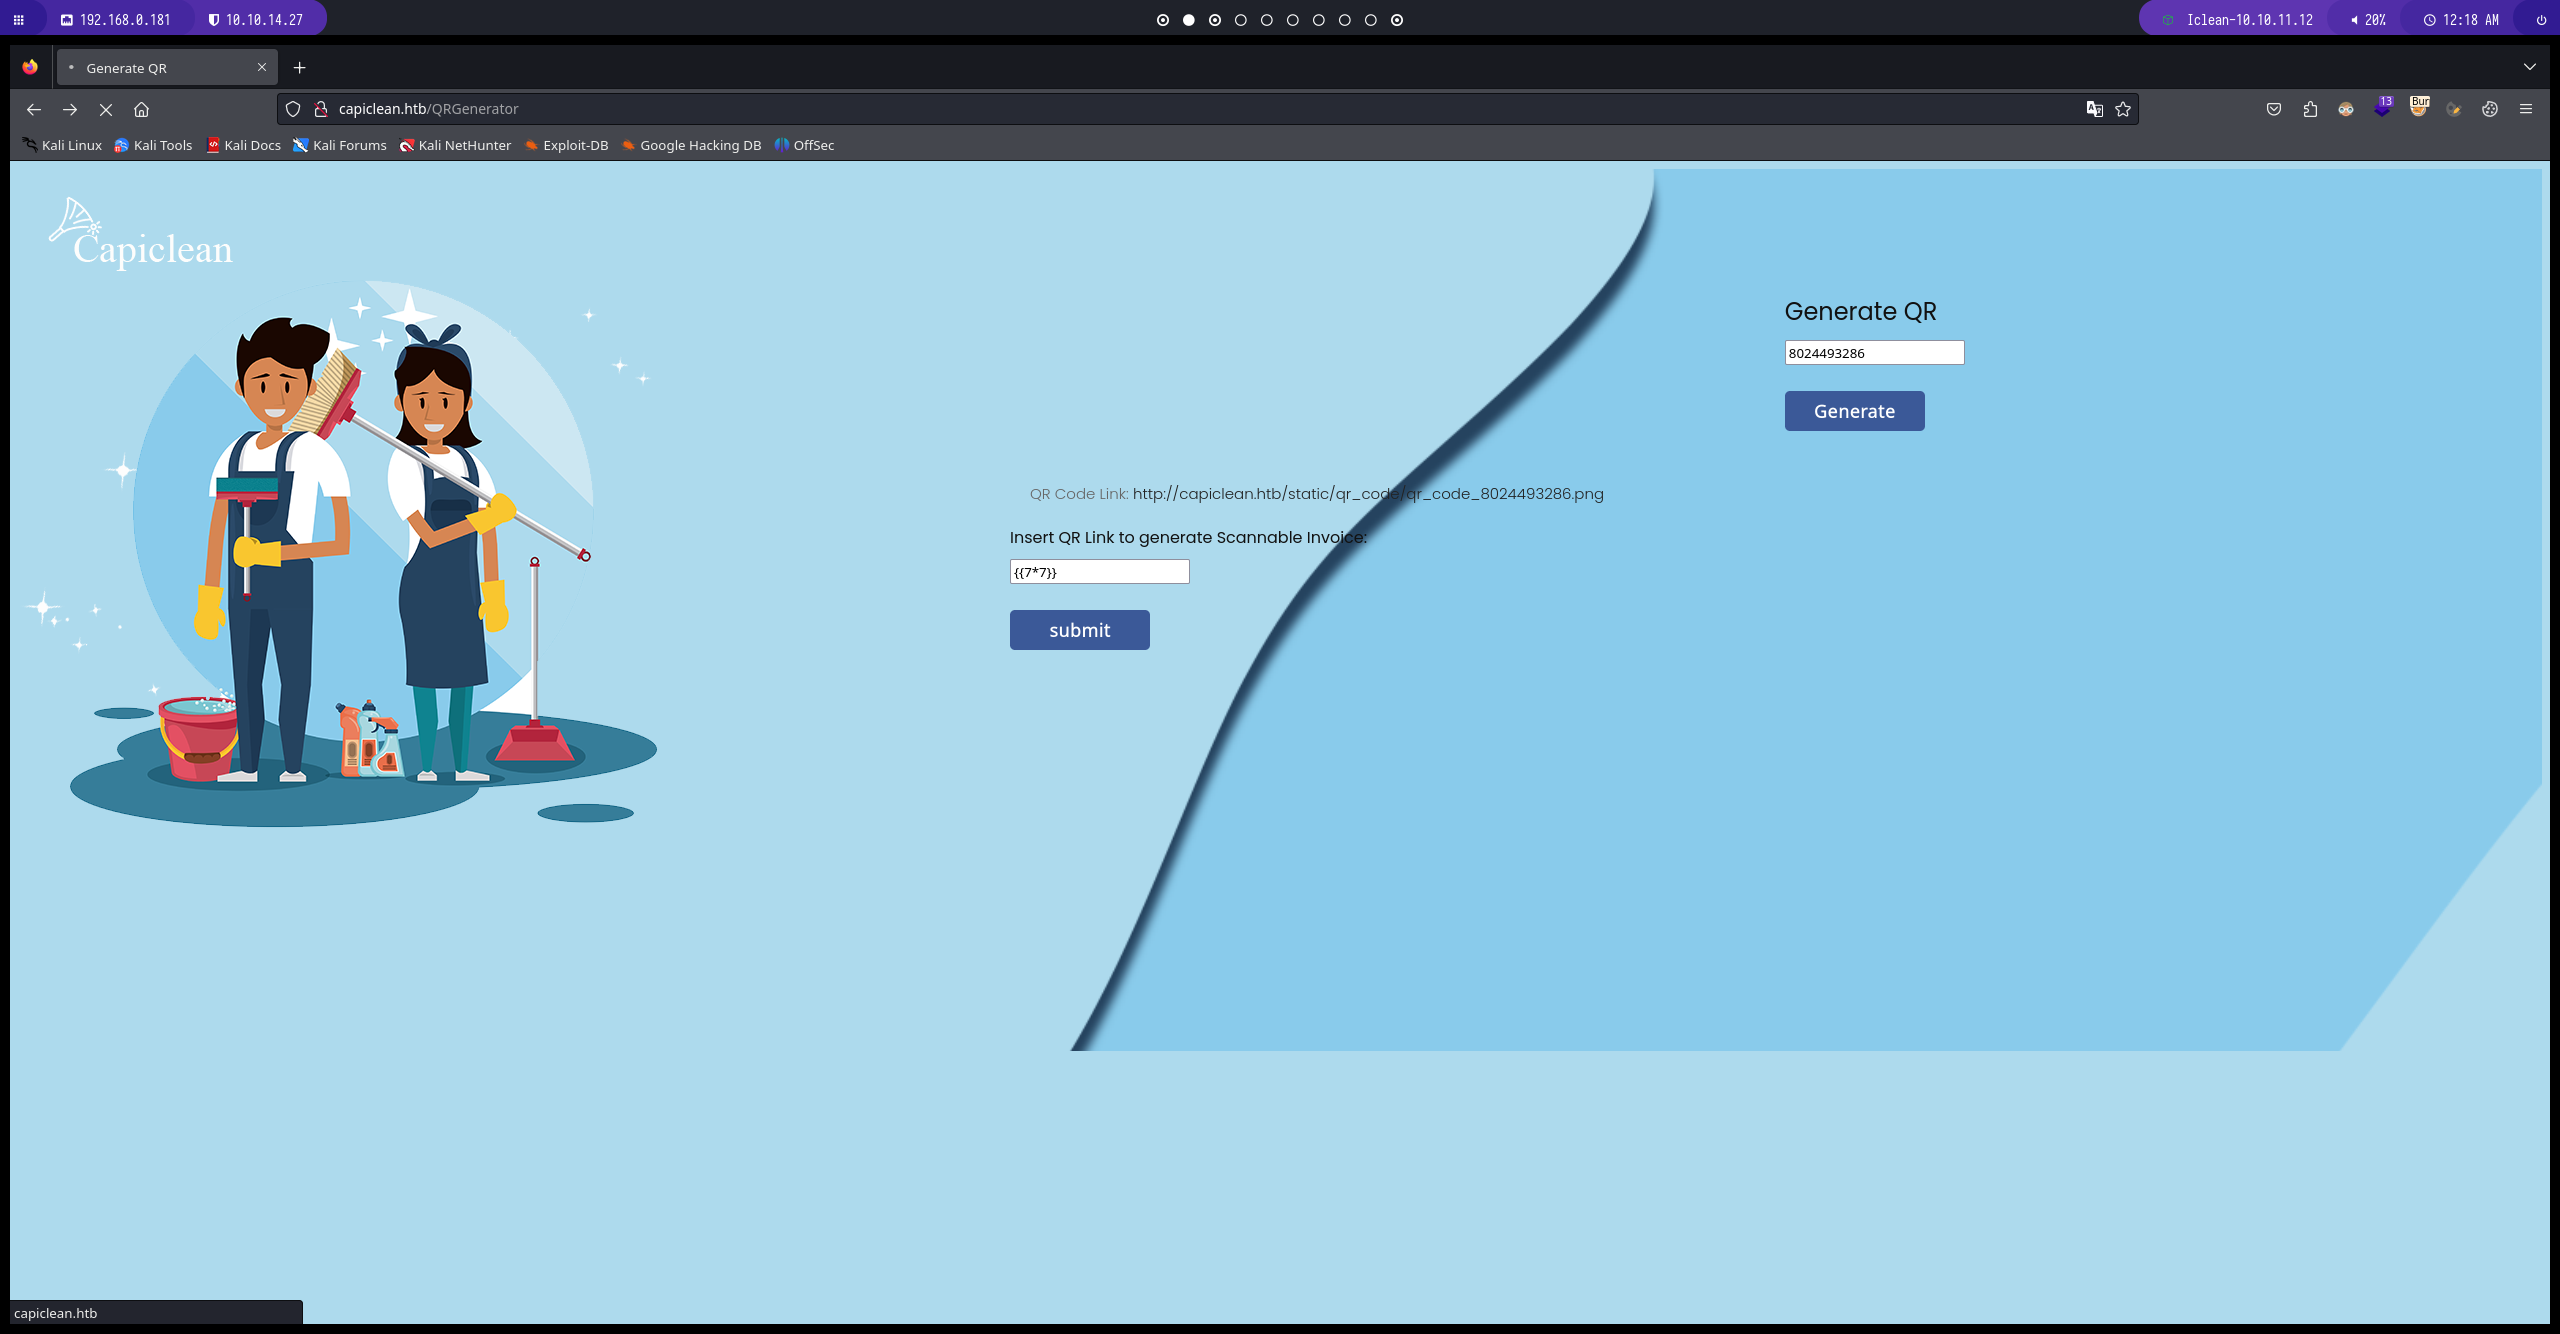 192.168.0.181 10.10.14.27 Iclean-10.10.11.12 20% 12:18 AM
Generate QR
capiclean.htb/QRGenerator 13 Bur
Kali Linux Kali Tools Kali Docs Kali Forums Kali NetHunter Exploit-DB Google Hacking DB OffSec
Capiclean
Generate QR
8024493286
Generate
QR Code Link: http://capiclean.htb/static/qr_code/qr_code_8024493286.png
Insert QR Link to generate Scannable Invoice:
{{7*7}}
submit
capiclean.htb